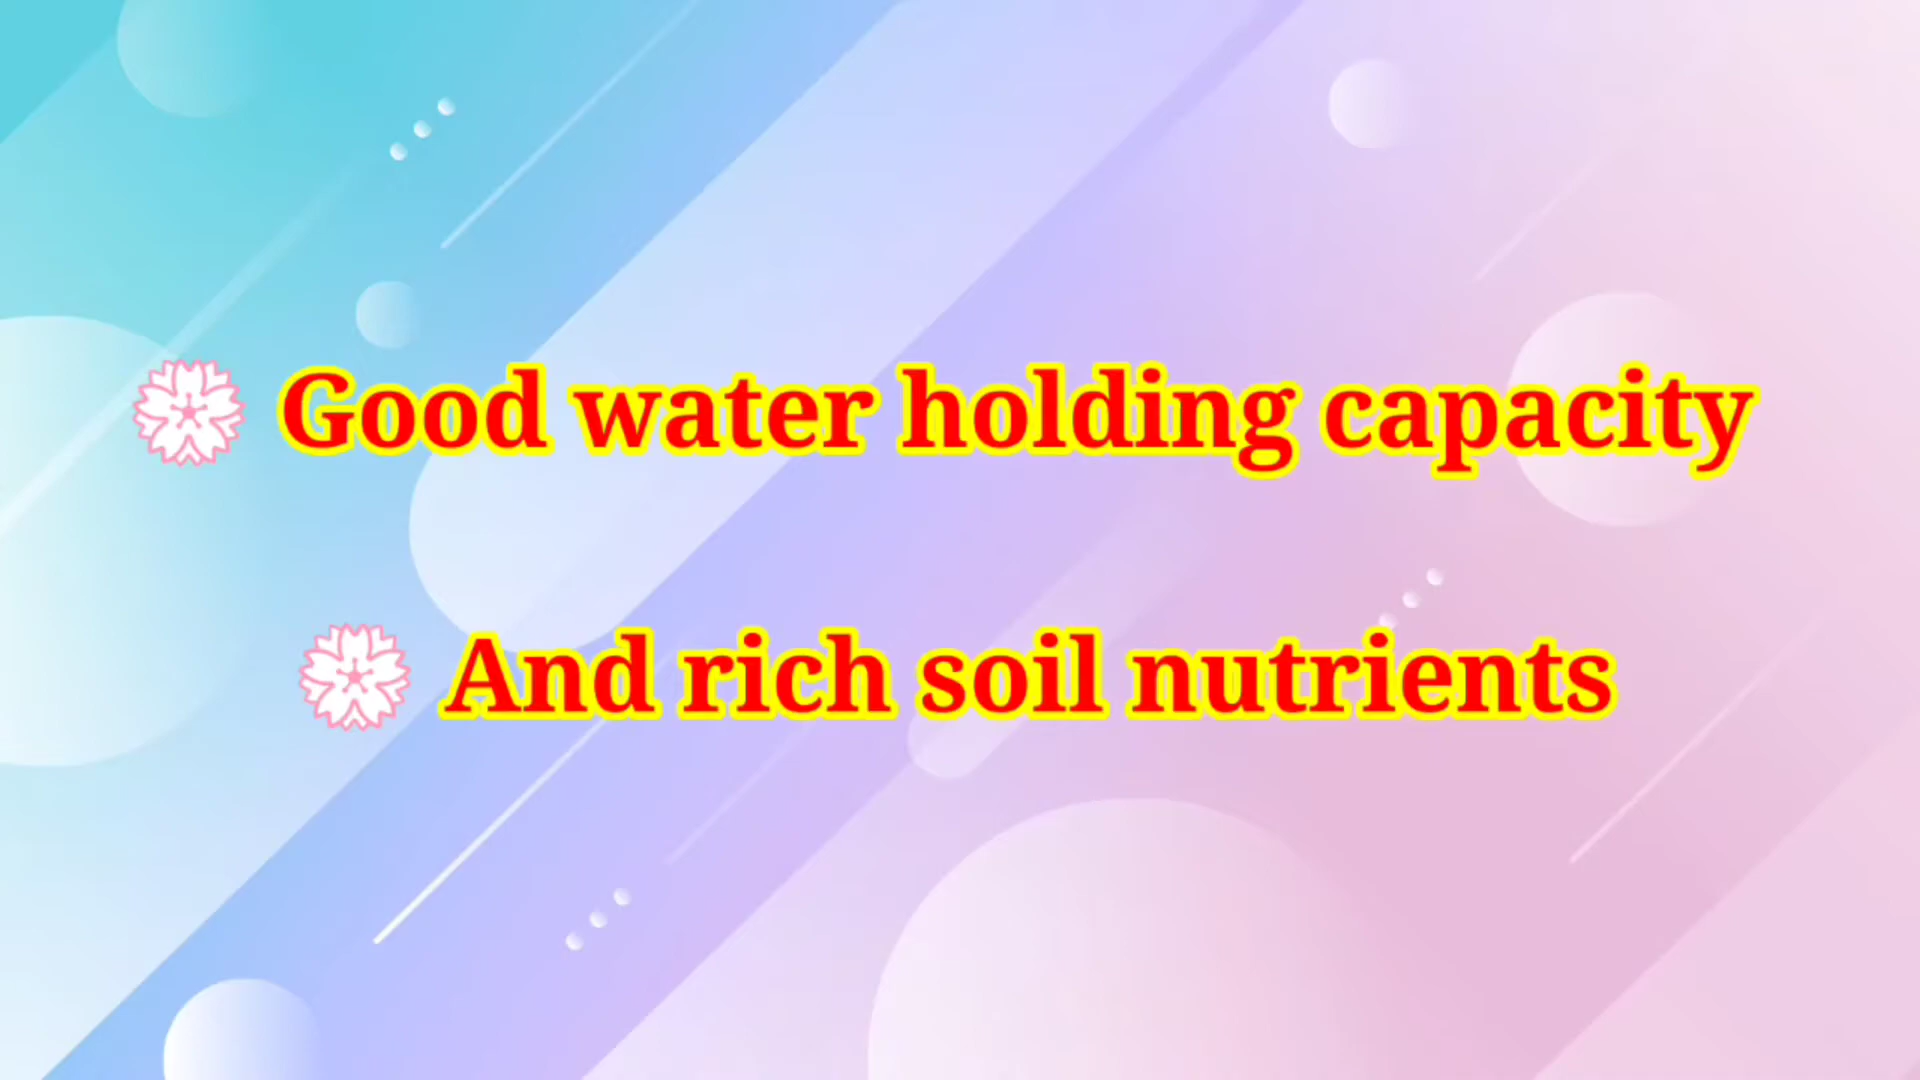 💮 Good water holding capacity
💮 And rich soil nutrients